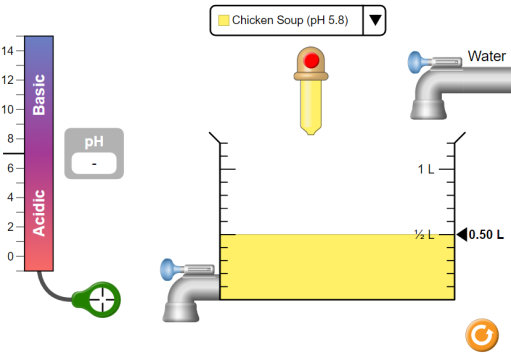 Chicken Soup (pH 5.8)
Water
14
12
10
8
6
4
2
0
Basic
Acidic
pH
-
1 L
½ L
0.50 L